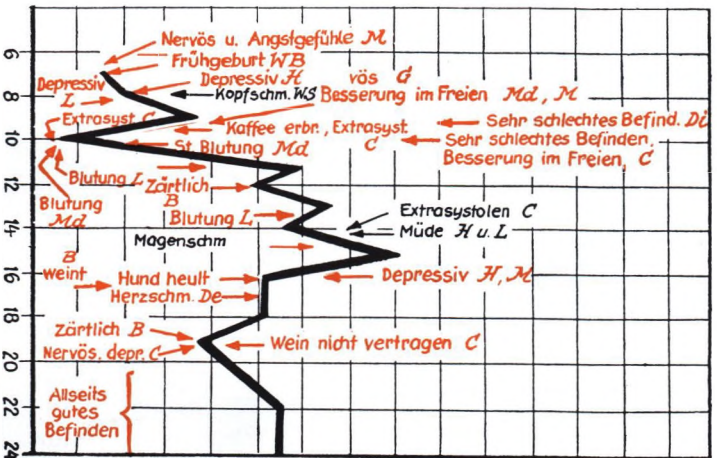 6
8
10
12
14
16
18
20
22
24
Nervös u. Angstgefühle M
Frühgeburt WB
Depressiv H
vös G
Depressiv
L
Kopfschm. WS
Besserung im Freien Md, M
Extrasyst C
Kaffee erbr., Extrasyst.
C
Sehr schlechtes Befind. Di
St. Blutung Md
Sehr schlechtes Befinden,
Besserung im Freien, C
Blutung L
Zärtlich
B
Blutung
Md
Blutung L
Extrasystolen C
Müde H u. L
Magenschm
B
weint
Hund heult
Herzschm. De
Depressiv H, M
Zärtlich B
Nervös. depr. C
Wein nicht vertragen C
Allseits
gutes
Befinden